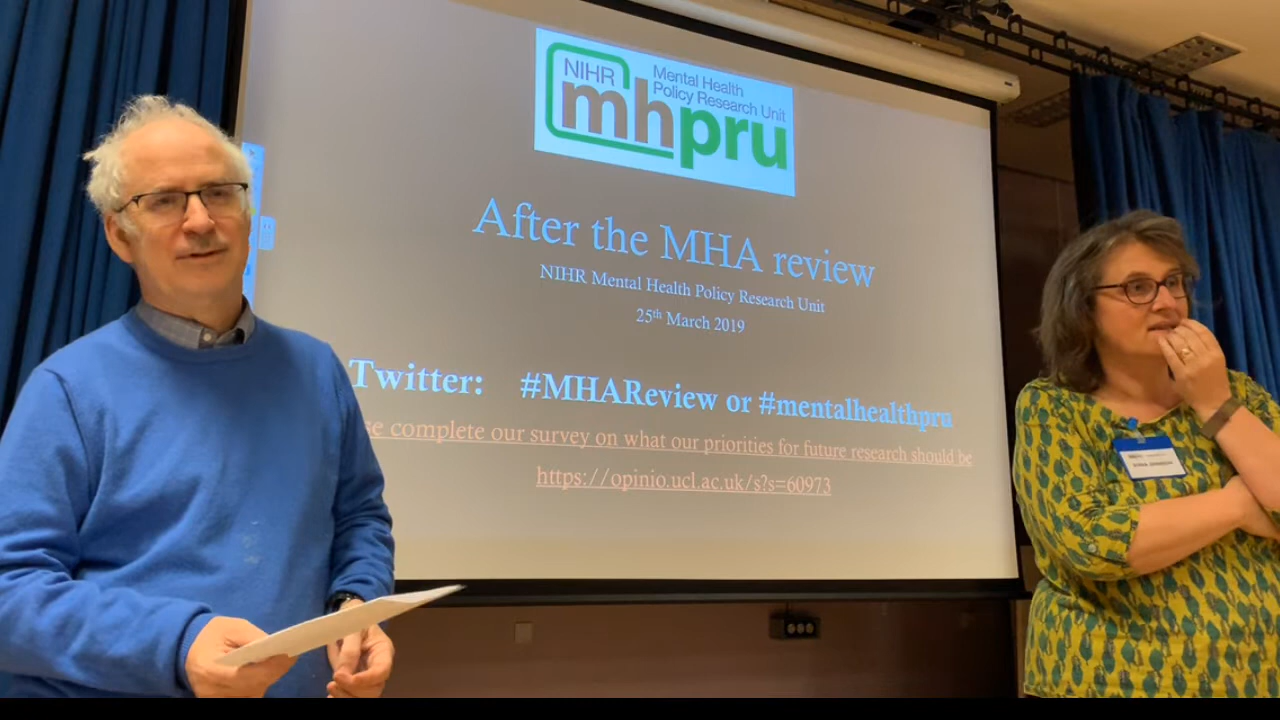 NIHR
Mental Health
Policy Research Unit
mhpru
After the MHA review
NIHR Mental Health Policy Research Unit
25th March 2019
Twitter: #MHAReview or #mentalhealthpru
se complete our survey on what our priorities for future research should be
https://opinio.ucl.ac.uk/s?s=60973